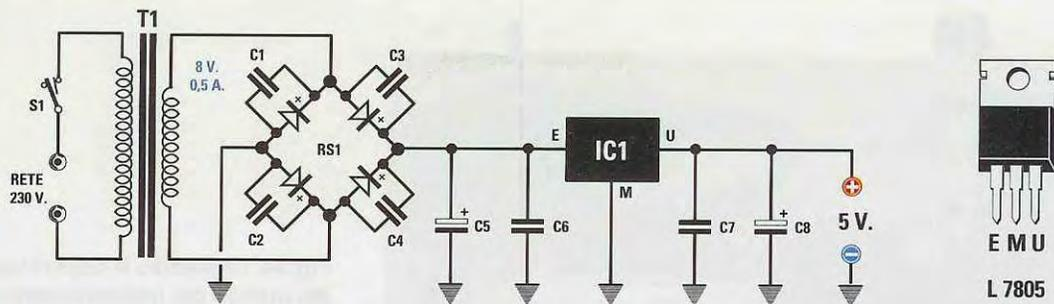 T1
S1
RETE
230 V.
8 V.
0,5 A.
C1
C3
RS1
C2
C4
C5
C6
E
IC1
U
M
C7
C8
5 V.
E M U
L 7805